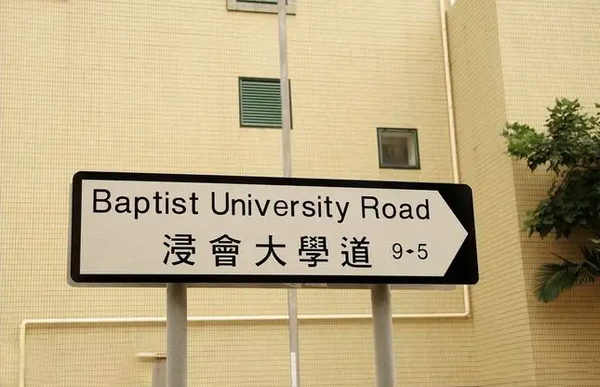 Baptist University Road
浸會大學道 9-5